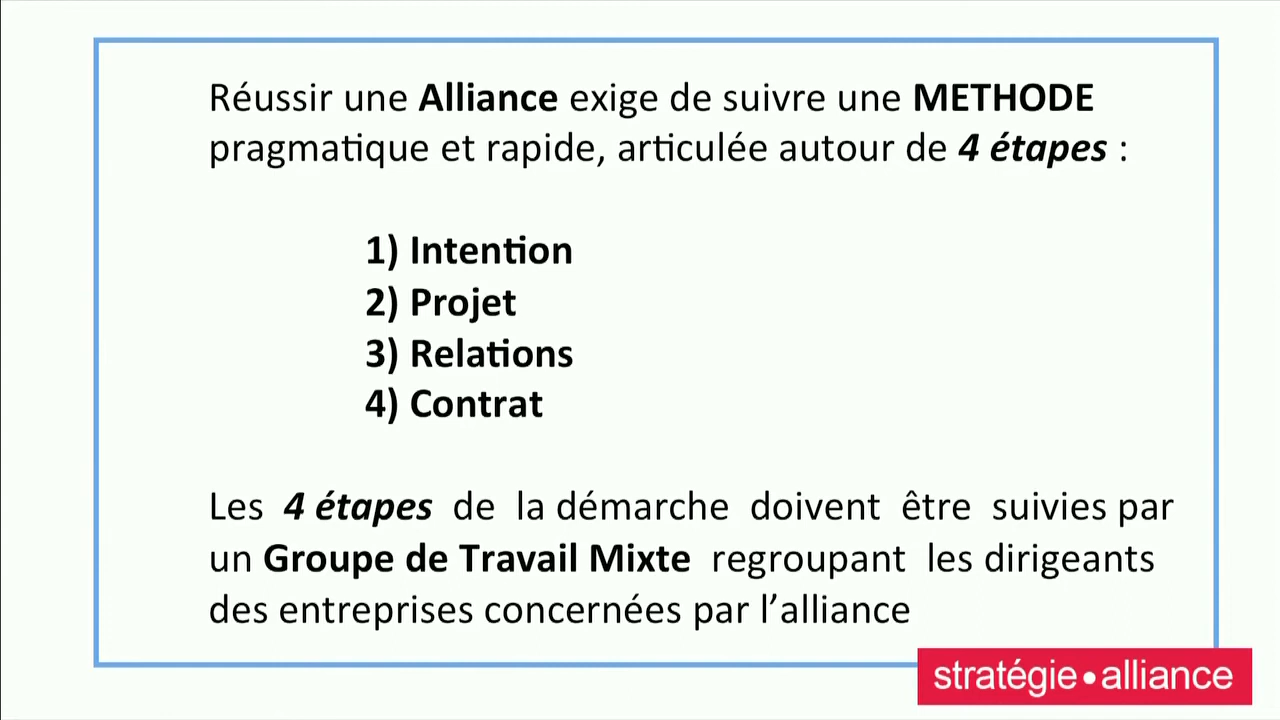 Réussir une Alliance exige de suivre une METHODE
pragmatique et rapide, articulée autour de 4 étapes :
1) Intention
2) Projet
3) Relations
4) Contrat
Les 4 étapes de la démarche doivent être suivies par
un Groupe de Travail Mixte regroupant les dirigeants
des entreprises concernées par l’alliance
stratégie•alliance